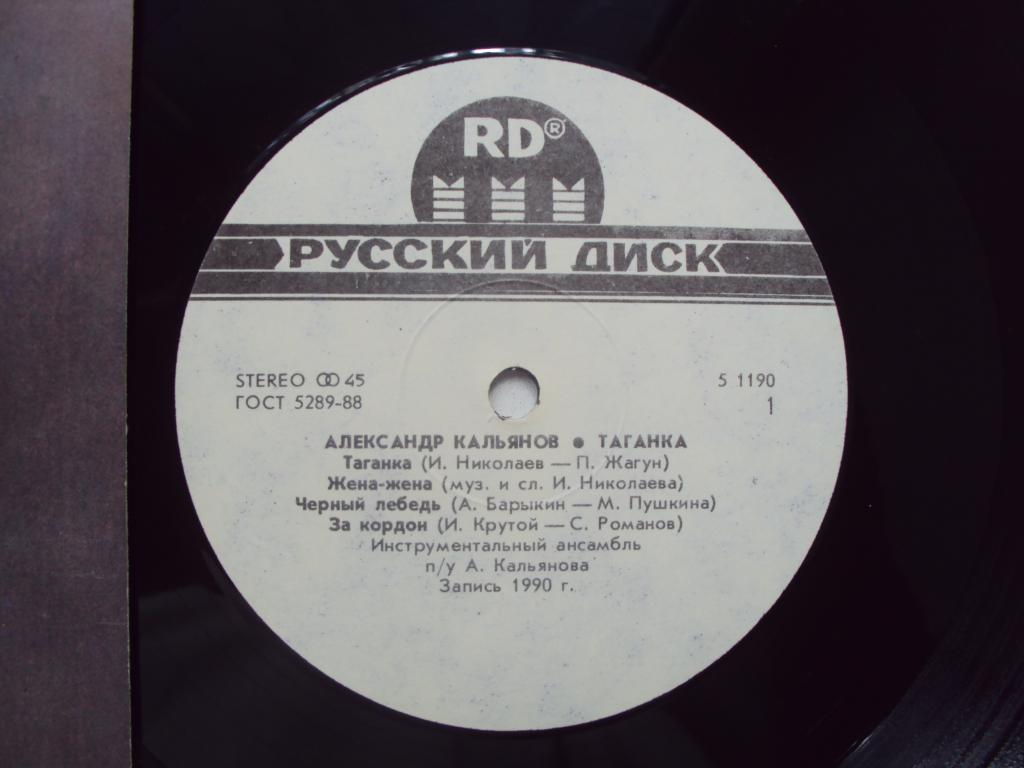 RD®
РУССКИЙ ДИСК
STEREO ꝎO 45
ГОСТ 5289-88
5 1190
1
АЛЕКСАНДР КАЛЬЯНОВ ● ТАГАНКА
Таганка (И. Николаев — П. Жагун)
Жена-жена (муз. и сл. И. Николаева)
Черный лебедь (А. Барыкин — М. Пушкина)
За кордон (И. Крутой — С. Романов)
Инструментальный ансамбль
п/у А. Кальянова
Запись 1990 г.